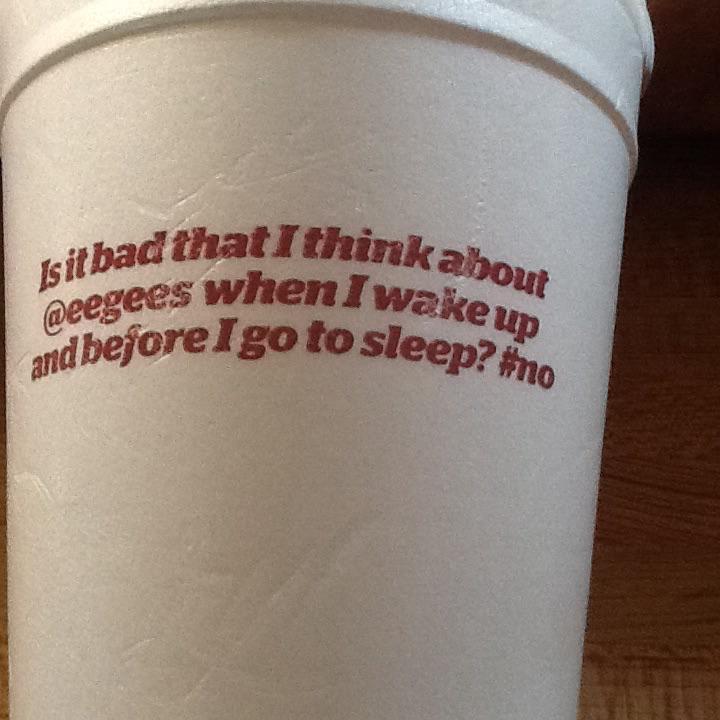 Is it bad that I think about
@eegees when I wake up
and before I go to sleep? #no